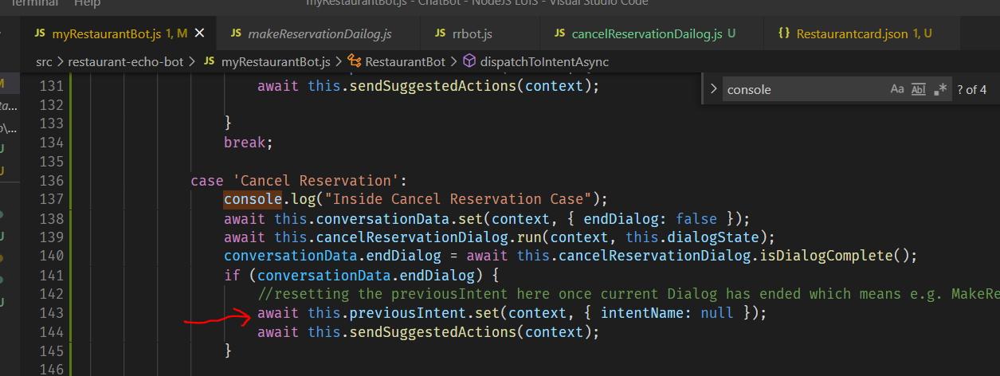 Terminal Help myRestaurantBot.js - ChatBot - NodeJS LUIS - Visual Studio Code
JS myRestaurantBot.js 1, M JS makeReservationDailog.js JS rrbot.js JS cancelReservationDailog.js U {} Restaurantcard.json 1, U
src > restaurant-echo-bot > JS myRestaurantBot.js > RestaurantBot > dispatchToIntentAsync
console Aa Abl .* ? of 4
131 await this.sendSuggestedActions(context);
132
133 }
134 break;
135
136 case 'Cancel Reservation':
137 console.log("Inside Cancel Reservation Case");
138 await this.conversationData.set(context, { endDialog: false });
139 await this.cancelReservationDialog.run(context, this.dialogState);
140 conversationData.endDialog = await this.cancelReservationDialog.isDialogComplete();
141 if (conversationData.endDialog) {
142 //resetting the previousIntent here once current Dialog has ended which means e.g. MakeRe
143 await this.previousIntent.set(context, { intentName: null });
144 await this.sendSuggestedActions(context);
145 }
146